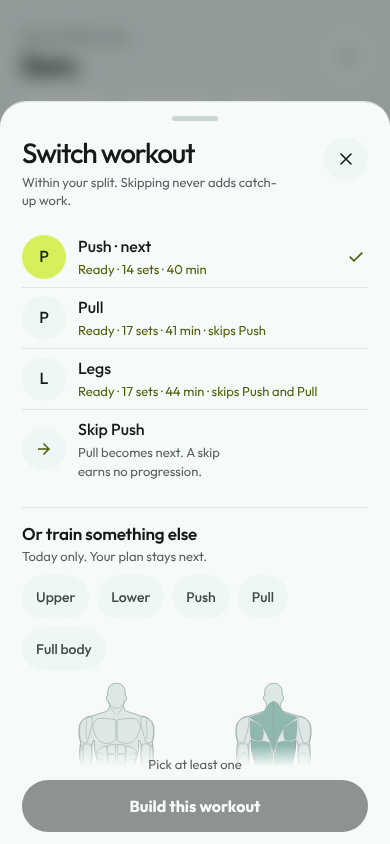 Switch workout
Within your split. Skipping never adds catch-
up work.
P
Push · next
Ready · 14 sets · 40 min
P
Pull
Ready · 17 sets · 41 min · skips Push
L
Legs
Ready · 17 sets · 44 min · skips Push and Pull
Skip Push
Pull becomes next. A skip
earns no progression.
Or train something else
Today only. Your plan stays next.
Upper Lower Push Pull
Full body
Pick at least one
Build this workout